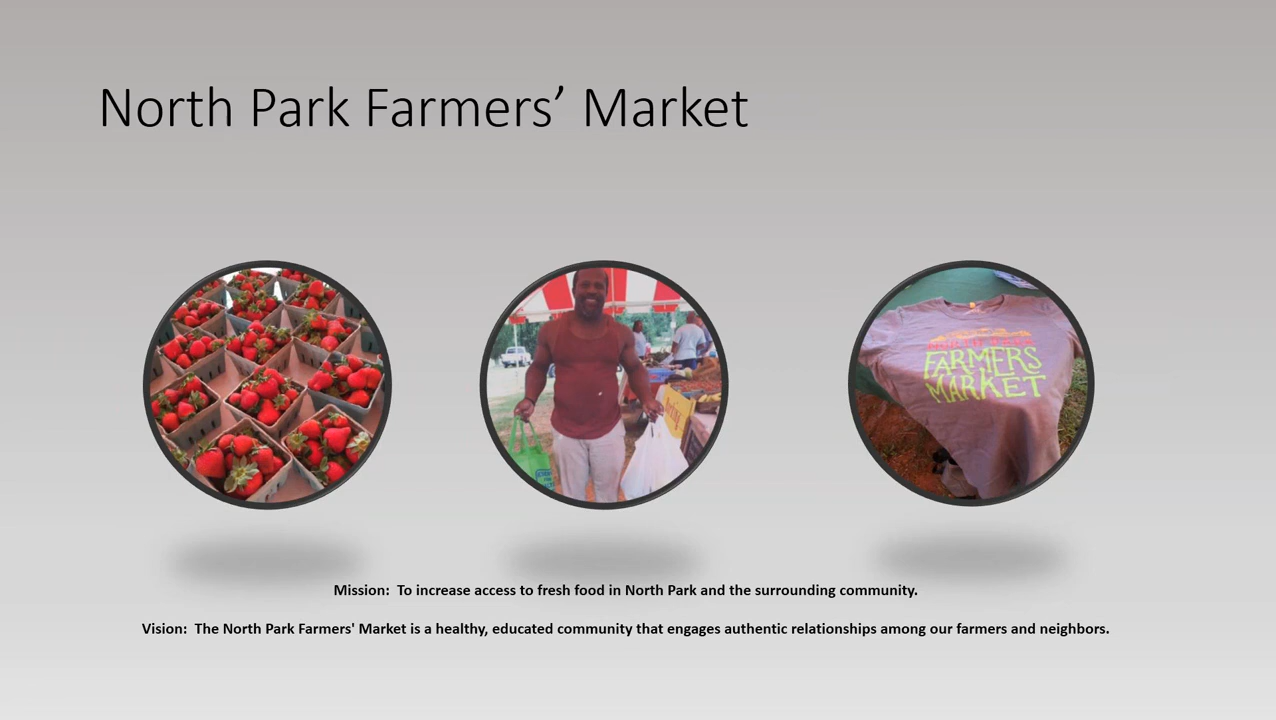 North Park Farmers’ Market
NORTH PARK
FARMERS
MARKET
Mission:  To increase access to fresh food in North Park and the surrounding community.
Vision:  The North Park Farmers' Market is a healthy, educated community that engages authentic relationships among our farmers and neighbors.